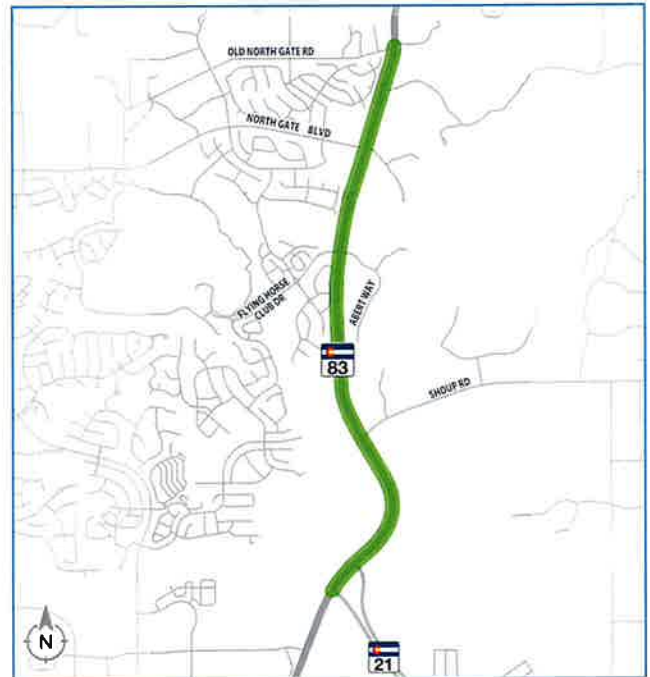 OLD NORTH GATE RD
NORTH GATE BLVD
FLYING HORSE
CLUB DR
ABERT WAY
83
SHOUP RD
N
21